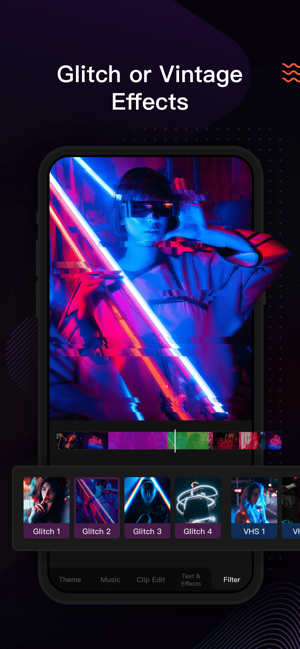 Glitch or Vintage
Effects
Glitch 1
Glitch 2
Glitch 3
Glitch 4
VHS 1
Theme
Music
Clip Edit
Text &
Effects
Filter